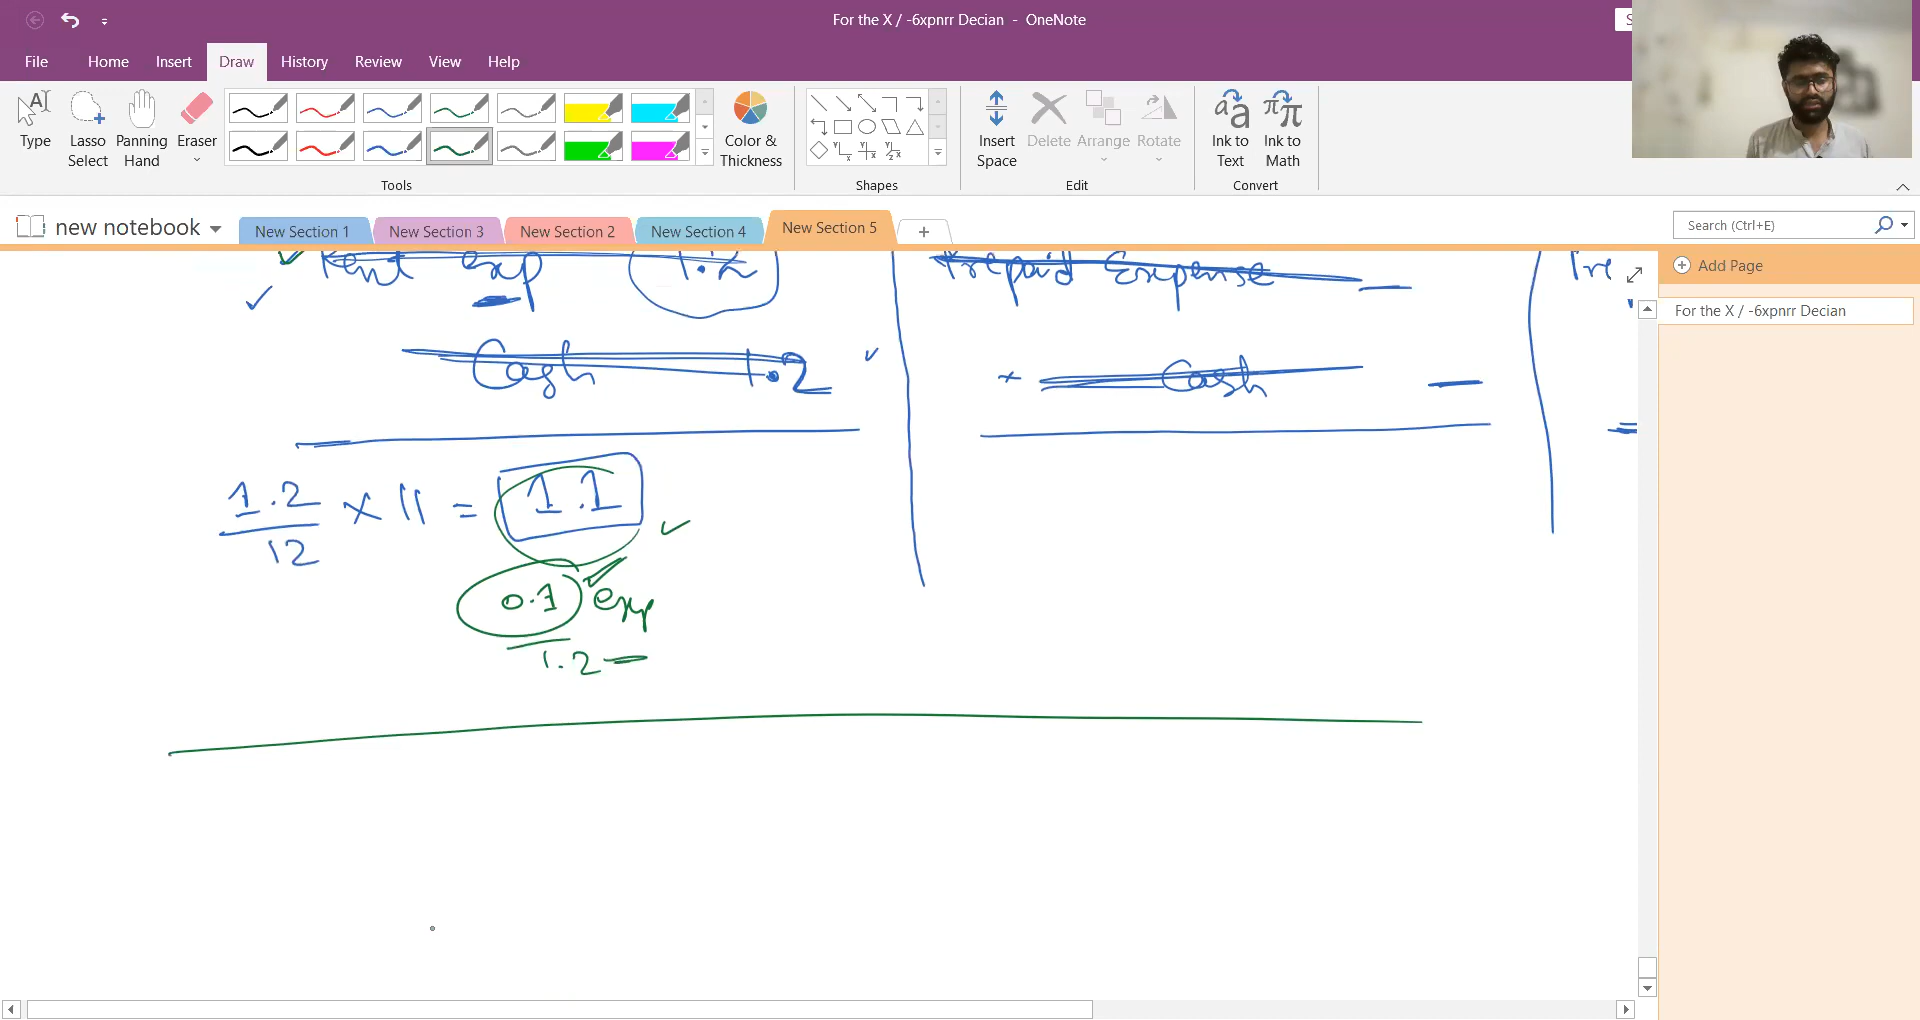 For the X / -6xpnrr Decian - OneNote
S
File Home Insert Draw History Review View Help
Type
Lasso Select
Panning Hand
Eraser
Color & Thickness
Insert Space
Delete
Arrange
Rotate
Ink to Text
Ink to Math
Tools Shapes Edit Convert
new notebook
New Section 1 New Section 3 New Section 2 New Section 4 New Section 5
Search (Ctrl+E)
Add Page
For the X / -6xpnrr Decian
Rent exp 1.2
Cash 1.2
Prepaid Expense
Cash
Pre
1.2
12
× 11 = 1.1
0.1 exp
1.2